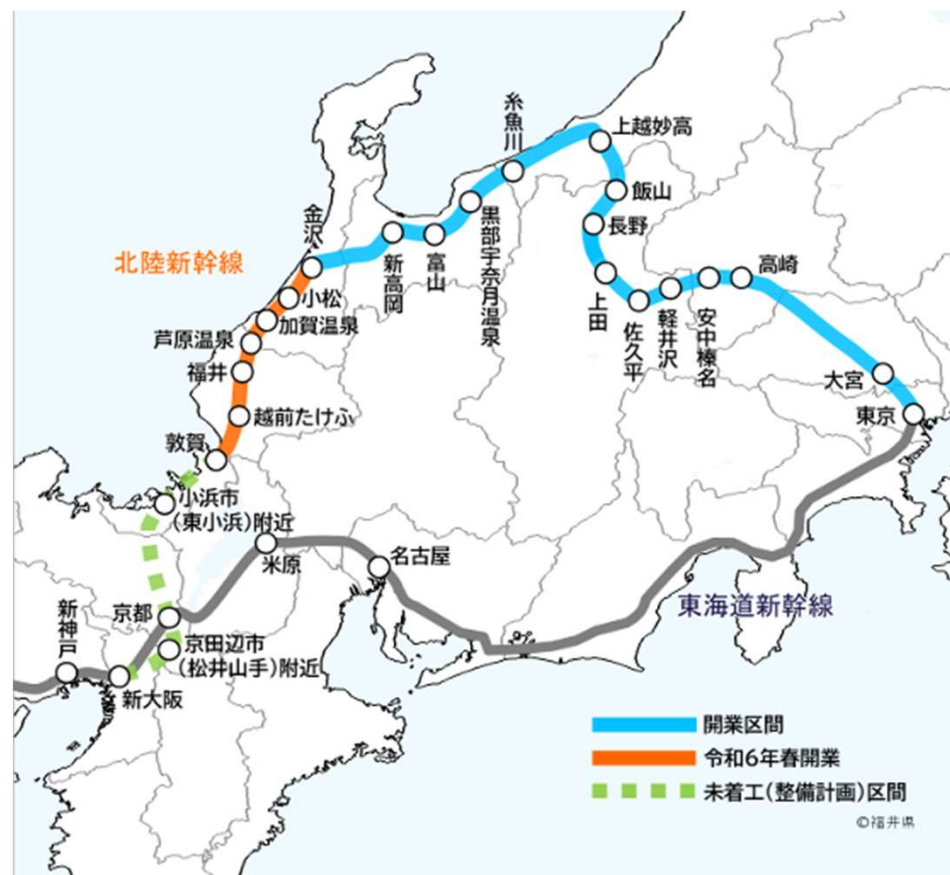 糸魚川
上越妙高
飯山
金沢
黒部宇奈月温泉
長野
北陸新幹線
新高岡
富山
高崎
小松
上田
佐久平
軽井沢
安中榛名
加賀温泉
芦原温泉
福井
大宮
越前たけふ
東京
敦賀
小浜市
(東小浜)附近
米原
名古屋
新神戸
京都
東海道新幹線
京田辺市
(松井山手)附近
新大阪
開業区間
令和6年春開業
未着工(整備計画)区間
©福井県